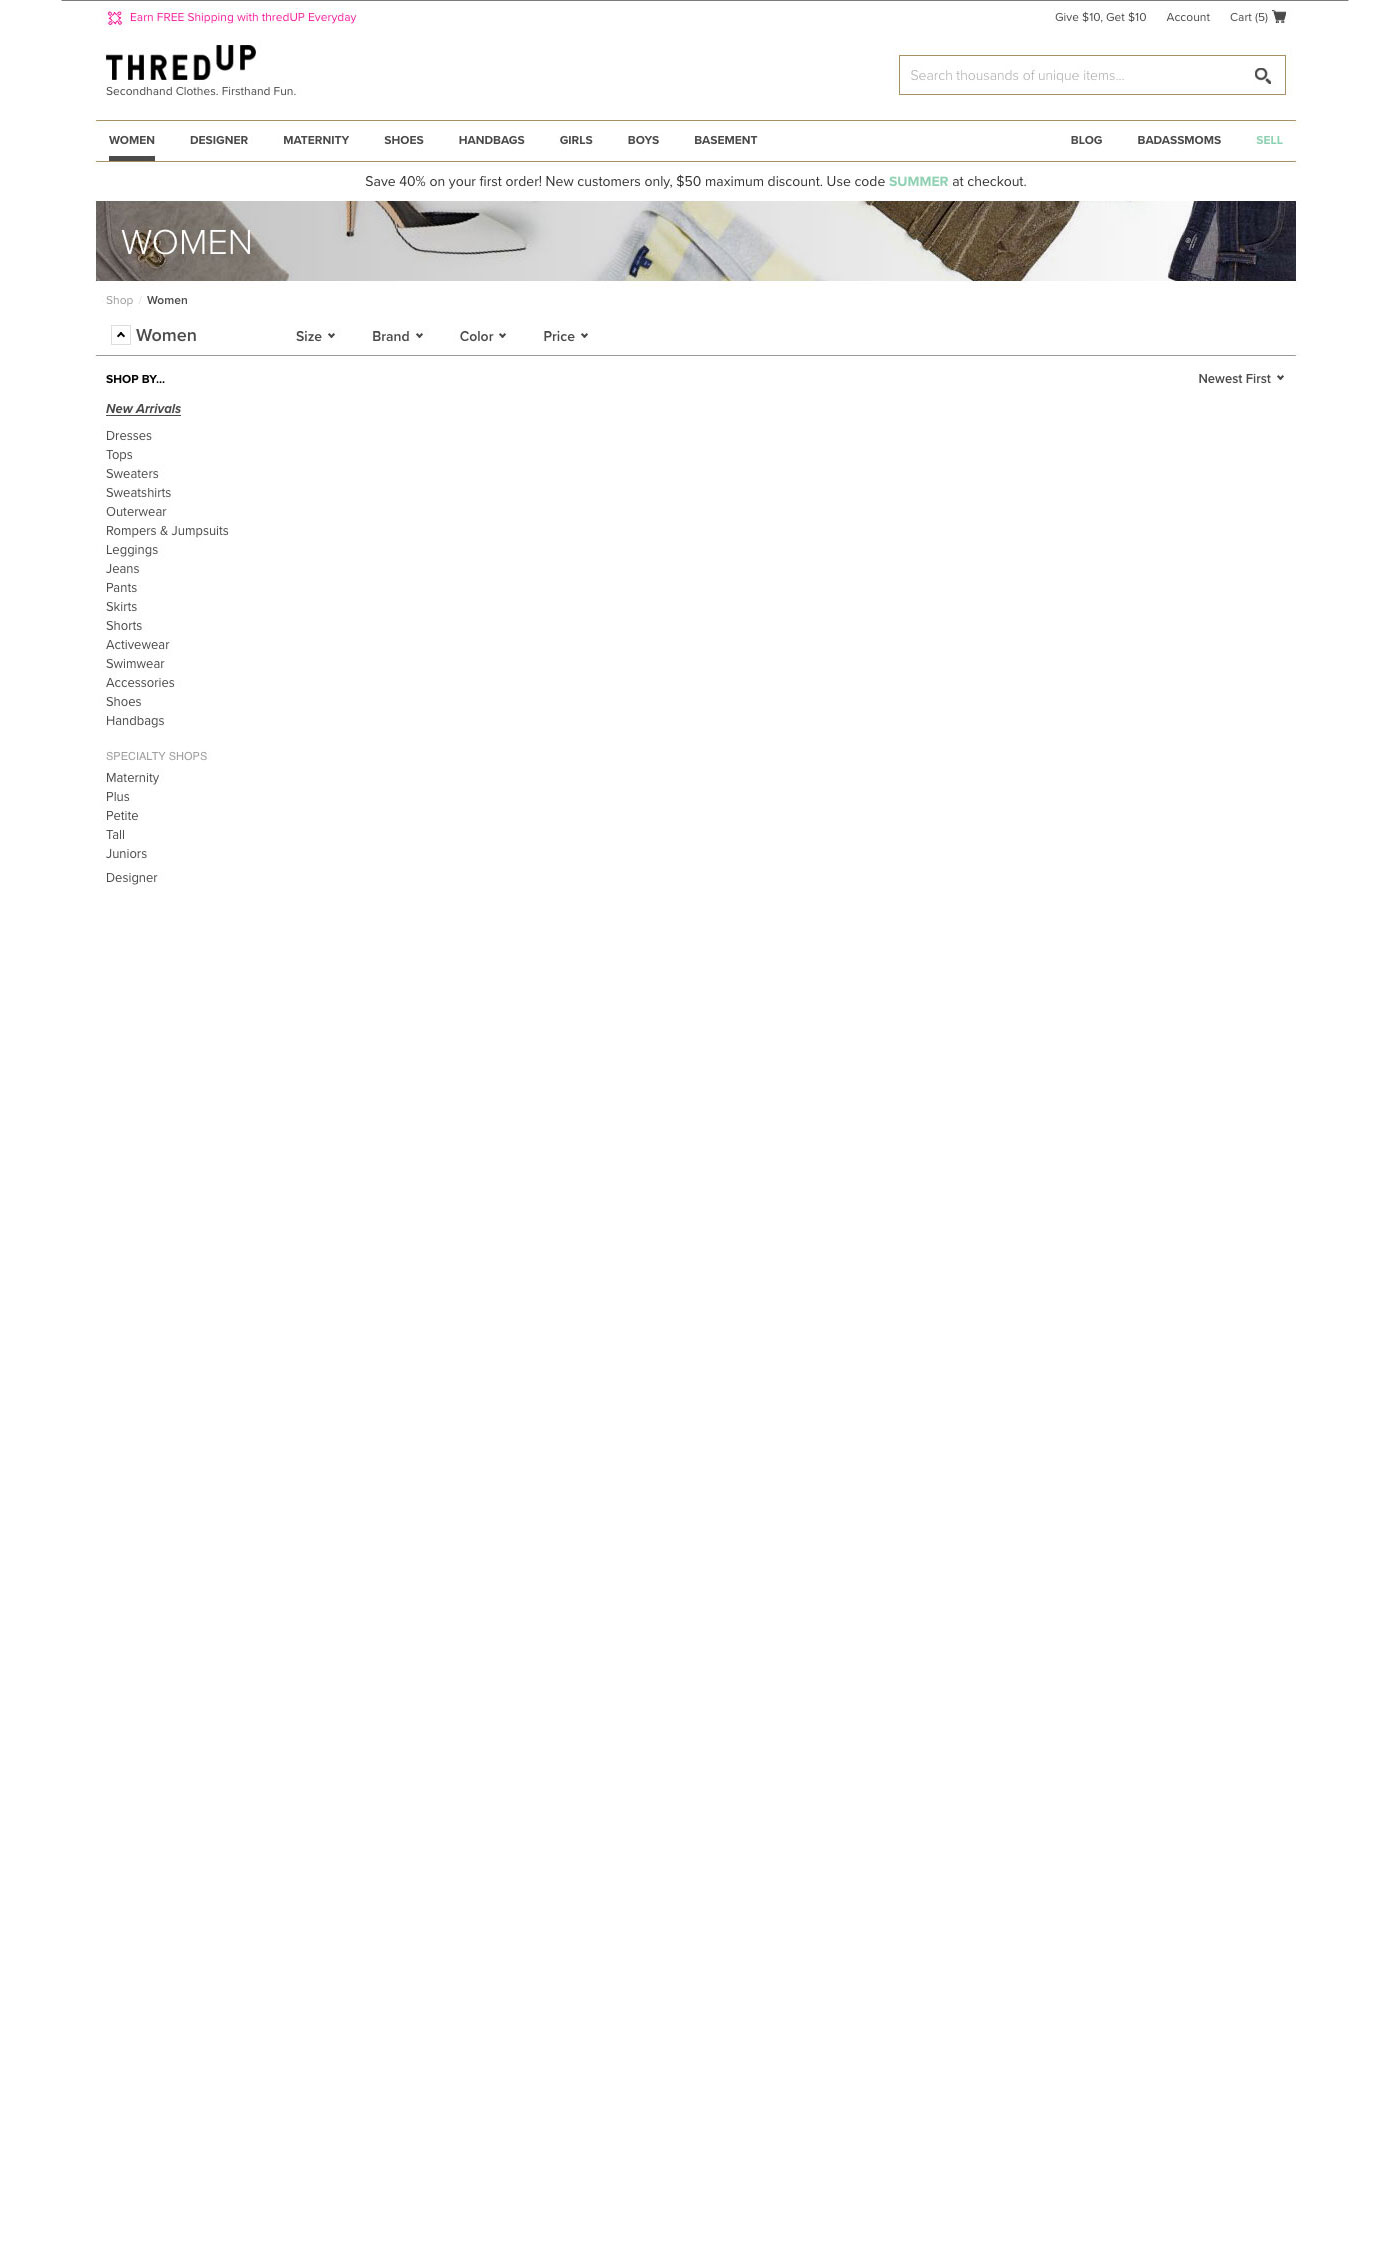 Earn FREE Shipping with thredUP Everyday
Give $10, Get $10 Account Cart (5)
THREDUP
Secondhand Clothes. Firsthand Fun.
Search thousands of unique items...
WOMEN DESIGNER MATERNITY SHOES HANDBAGS GIRLS BOYS BASEMENT BLOG BADASSMOMS SELL
Save 40% on your first order! New customers only, $50 maximum discount. Use code SUMMER at checkout.
WOMEN
Shop / Women
Women Size Brand Color Price
SHOP BY...
Newest First
New Arrivals
Dresses
Tops
Sweaters
Sweatshirts
Outerwear
Rompers & Jumpsuits
Leggings
Jeans
Pants
Skirts
Shorts
Activewear
Swimwear
Accessories
Shoes
Handbags
SPECIALTY SHOPS
Maternity
Plus
Petite
Tall
Juniors
Designer